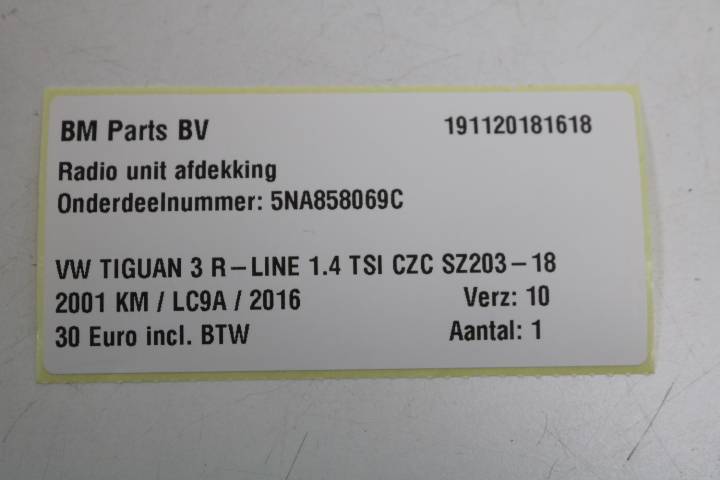 BM Parts BV 191120181618
Radio unit afdekking
Onderdeelnummer: 5NA858069C
VW TIGUAN 3 R-LINE 1.4 TSI CZC SZ203-18
2001 KM / LC9A / 2016 Verz: 10
30 Euro incl. BTW Aantal: 1